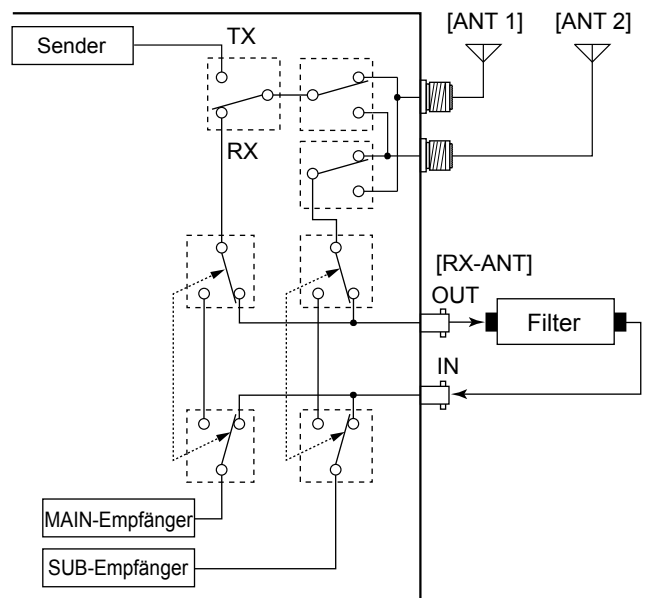 [ANT 1]
[ANT 2]
Sender
TX
RX
[RX-ANT]
OUT
Filter
IN
MAIN-Empfänger
SUB-Empfänger